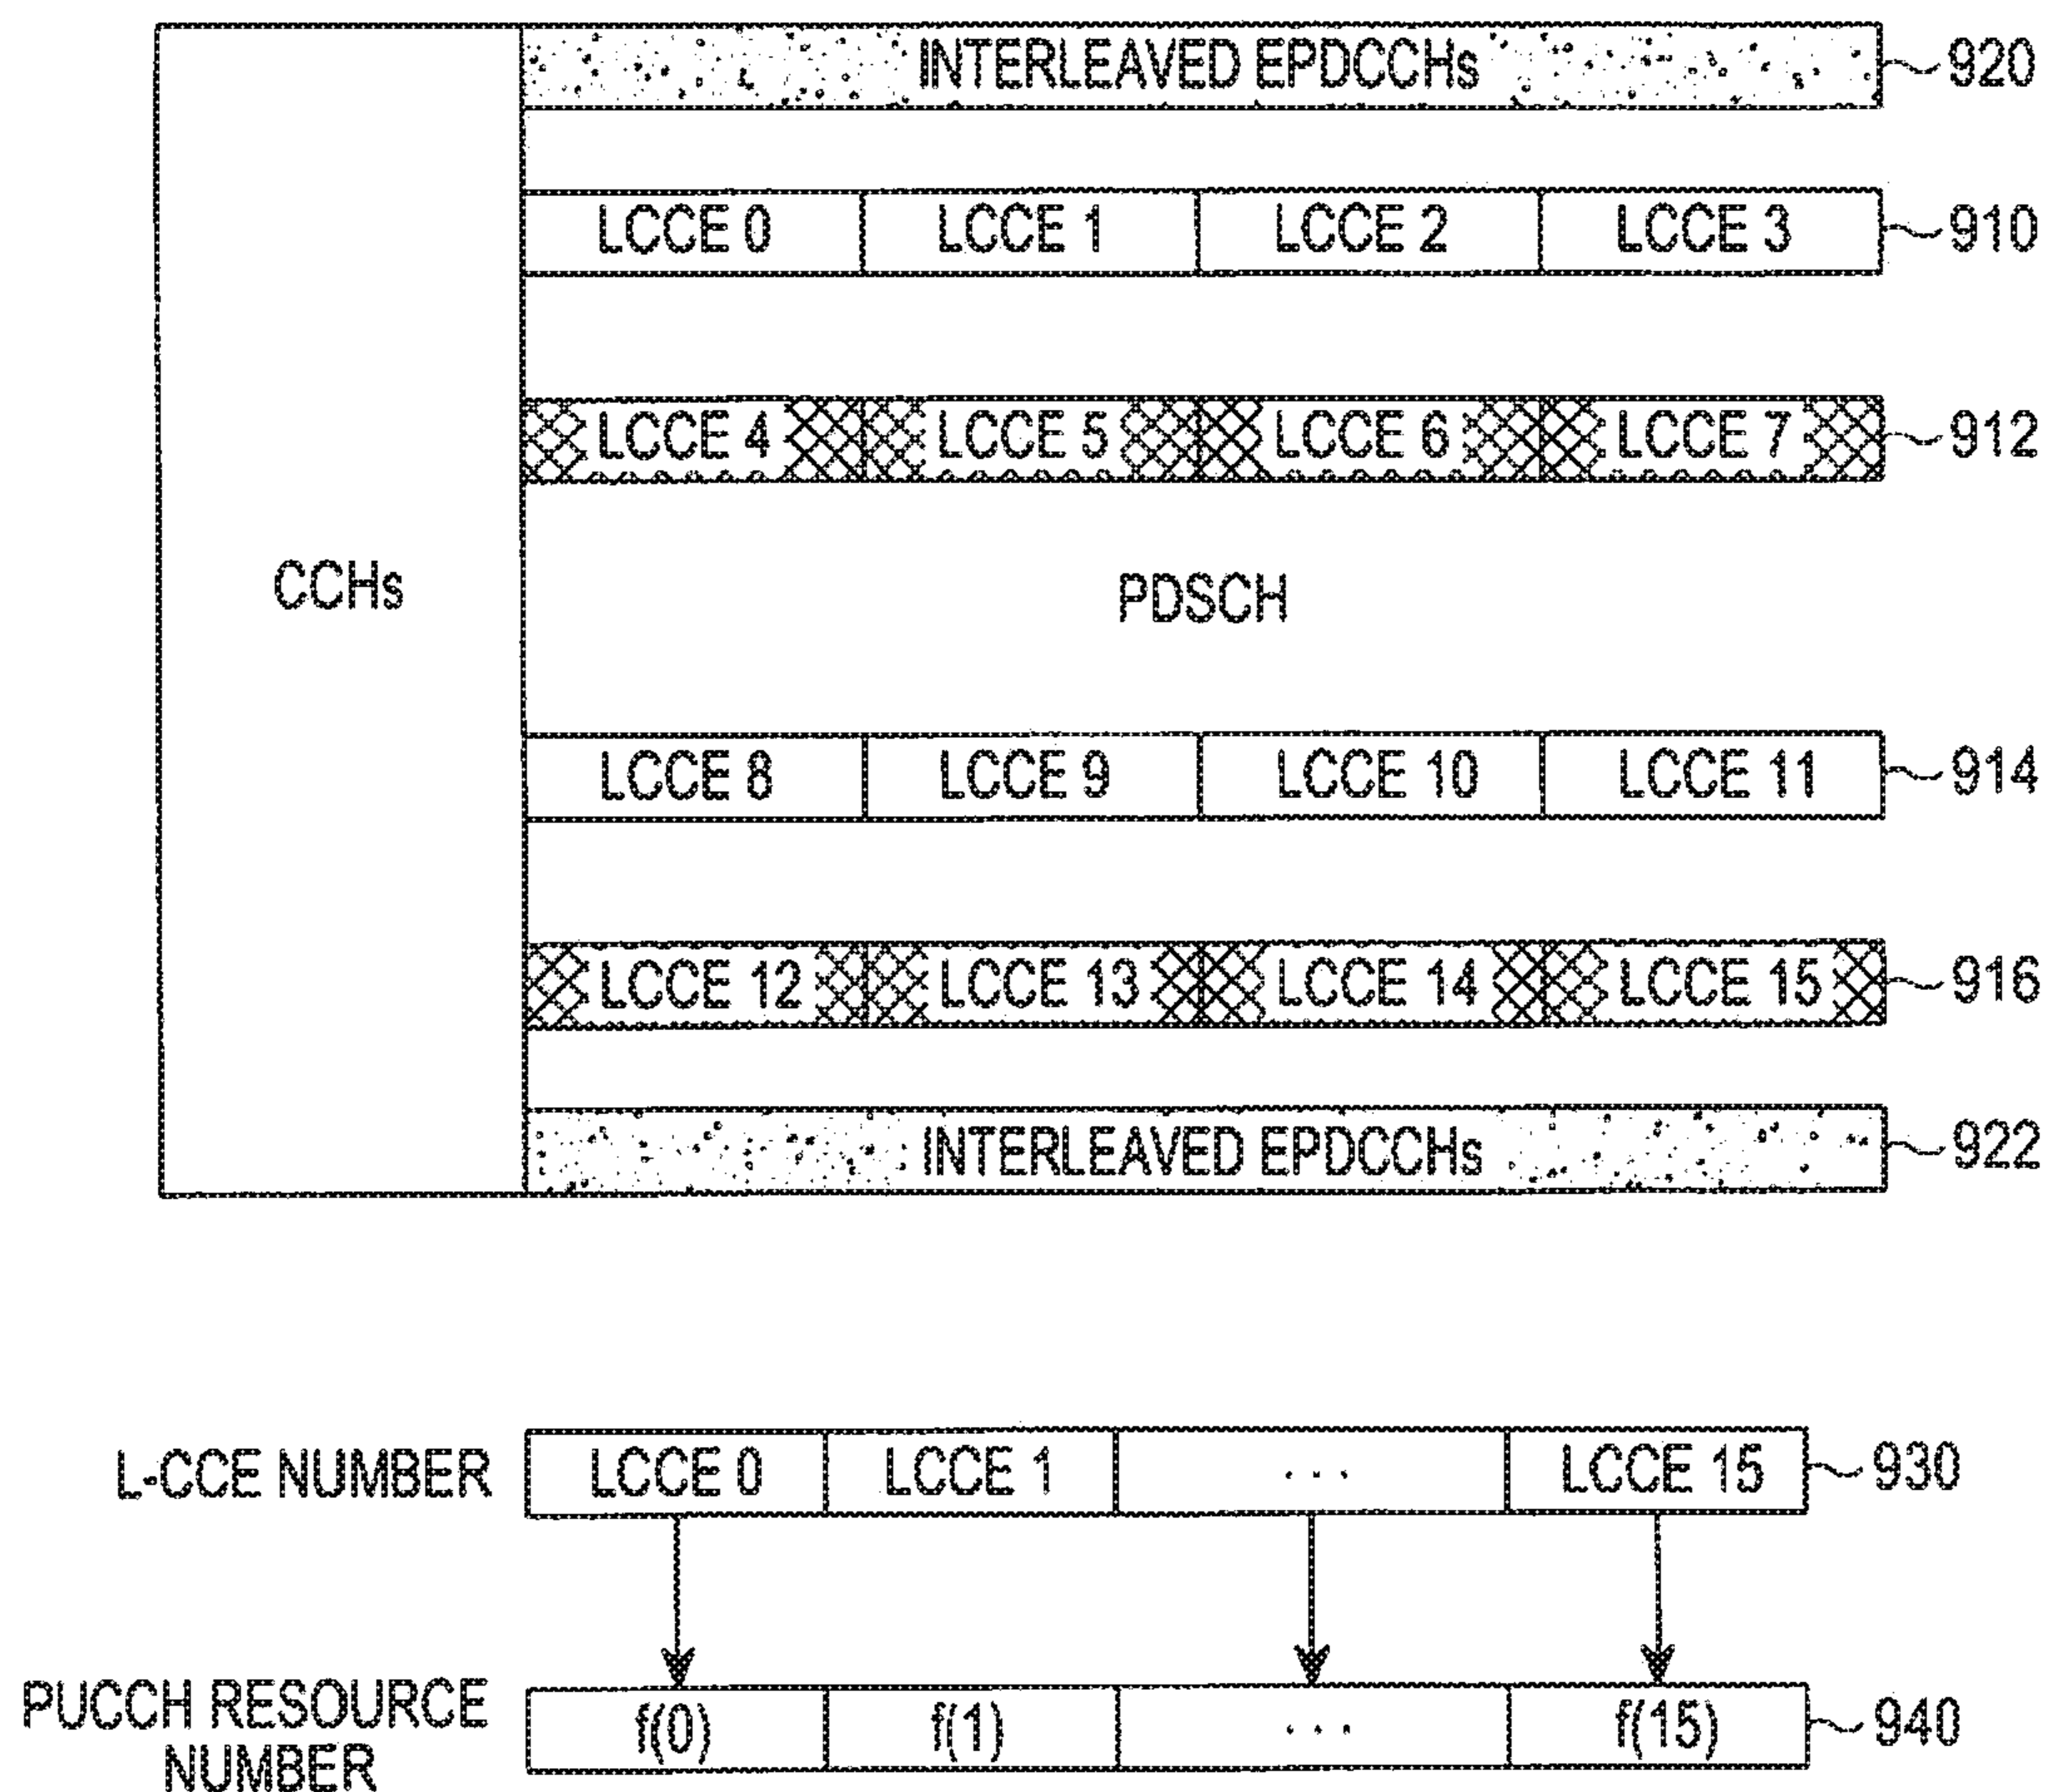 INTERLEAVED EPDCCHs 920
LCCE 0 LCCE 1 LCCE 2 LCCE 3 910
LCCE 4 LCCE 5 LCCE 6 LCCE 7 912
CCHs PDSCH
LCCE 8 LCCE 9 LCCE 10 LCCE 11 914
LCCE 12 LCCE 13 LCCE 14 LCCE 15 916
INTERLEAVED EPDCCHs 922
L-CCE NUMBER LCCE 0 LCCE 1 ... LCCE 15 930
PUCCH RESOURCE
NUMBER f(0) f(1) ... f(15) 940